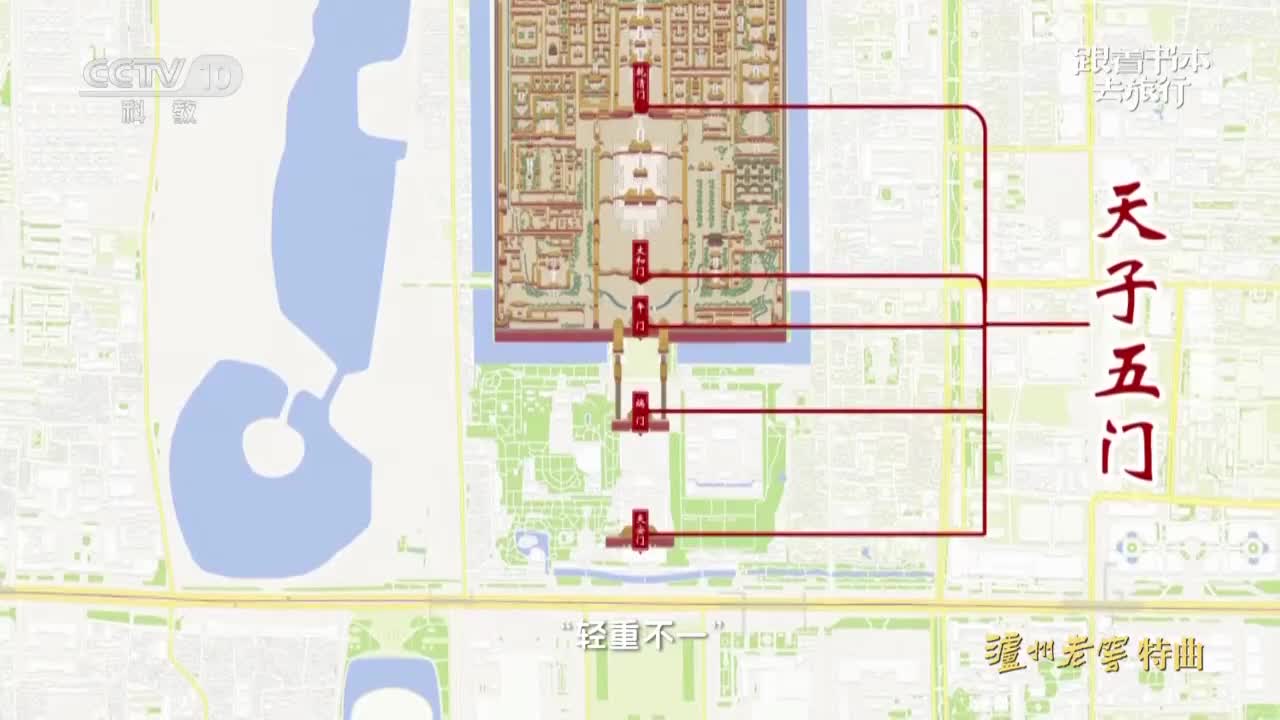 CCTV 10
科教
跟着书本
去旅行
乾清门
太和门
午门
端门
天安门
天子五门
“轻重不一”
泸州老窖特曲